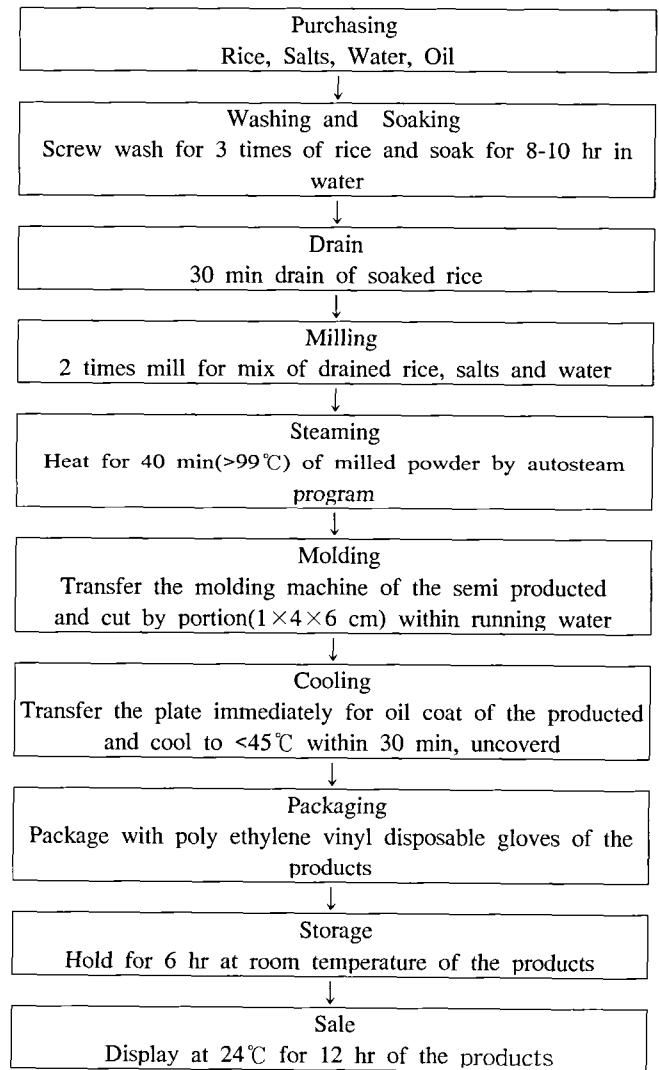 Purchasing
Rice, Salts, Water, Oil
↓
Washing and Soaking
Screw wash for 3 times of rice and soak for 8-10 hr in
water
↓
Drain
30 min drain of soaked rice
↓
Milling
2 times mill for mix of drained rice, salts and water
↓
Steaming
Heat for 40 min(>99℃) of milled powder by autosteam
program
↓
Molding
Transfer the molding machine of the semi producted
and cut by portion(1×4×6 cm) within running water
↓
Cooling
Transfer the plate immediately for oil coat of the producted
and cool to <45℃ within 30 min, uncoverd
↓
Packaging
Package with poly ethylene vinyl disposable gloves of the
products
↓
Storage
Hold for 6 hr at room temperature of the products
↓
Sale
Display at 24℃ for 12 hr of the products